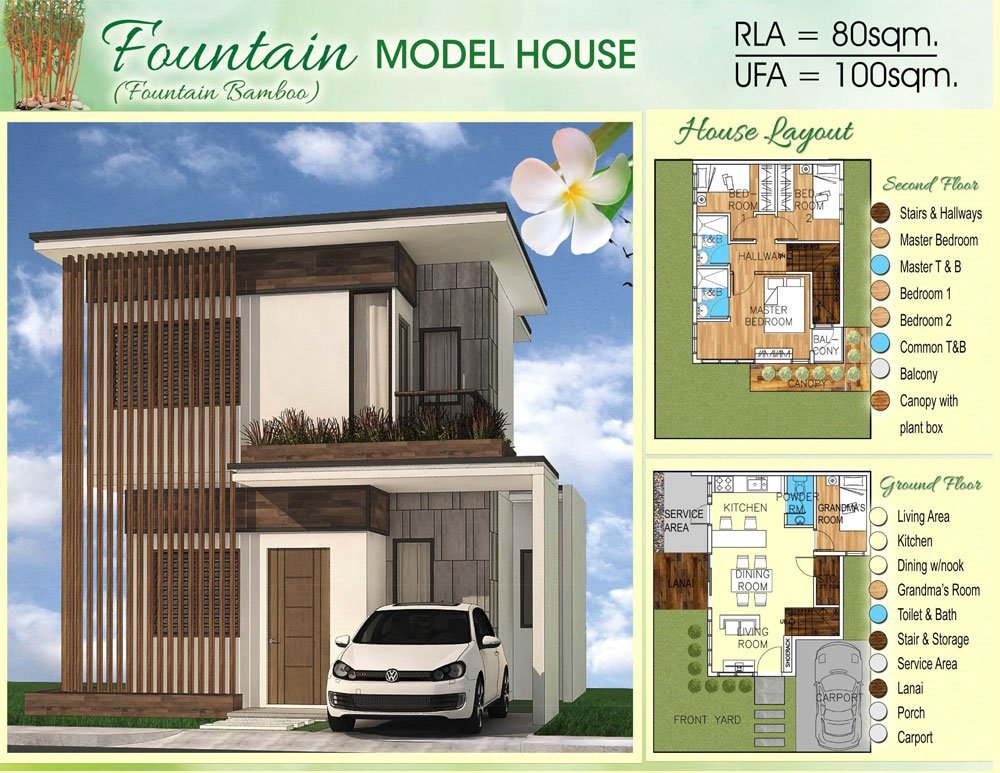 Fountain MODEL HOUSE
(Fountain Bamboo)
RLA = 80sqm.
UFA = 100sqm.
House Layout
Second Floor
Stairs & Hallways
Master Bedroom
Master T & B
Bedroom 1
Bedroom 2
Common T&B
Balcony
Canopy with
plant box
BED-
ROOM
1
BED-
ROOM
2
T&B
HALLWAY
T&B
MASTER
BEDROOM
BAL-
CONY
CANOPY
Ground Floor
Living Area
Kitchen
Dining w/nook
Grandma's Room
Toilet & Bath
Stair & Storage
Service Area
Lanai
Porch
Carport
SERVICE
AREA
KITCHEN
POWDER
RM
GRANDMA'S
ROOM
LANAI
DINING
ROOM
LIVING
ROOM
SHOERACK
CARPORT
FRONT YARD